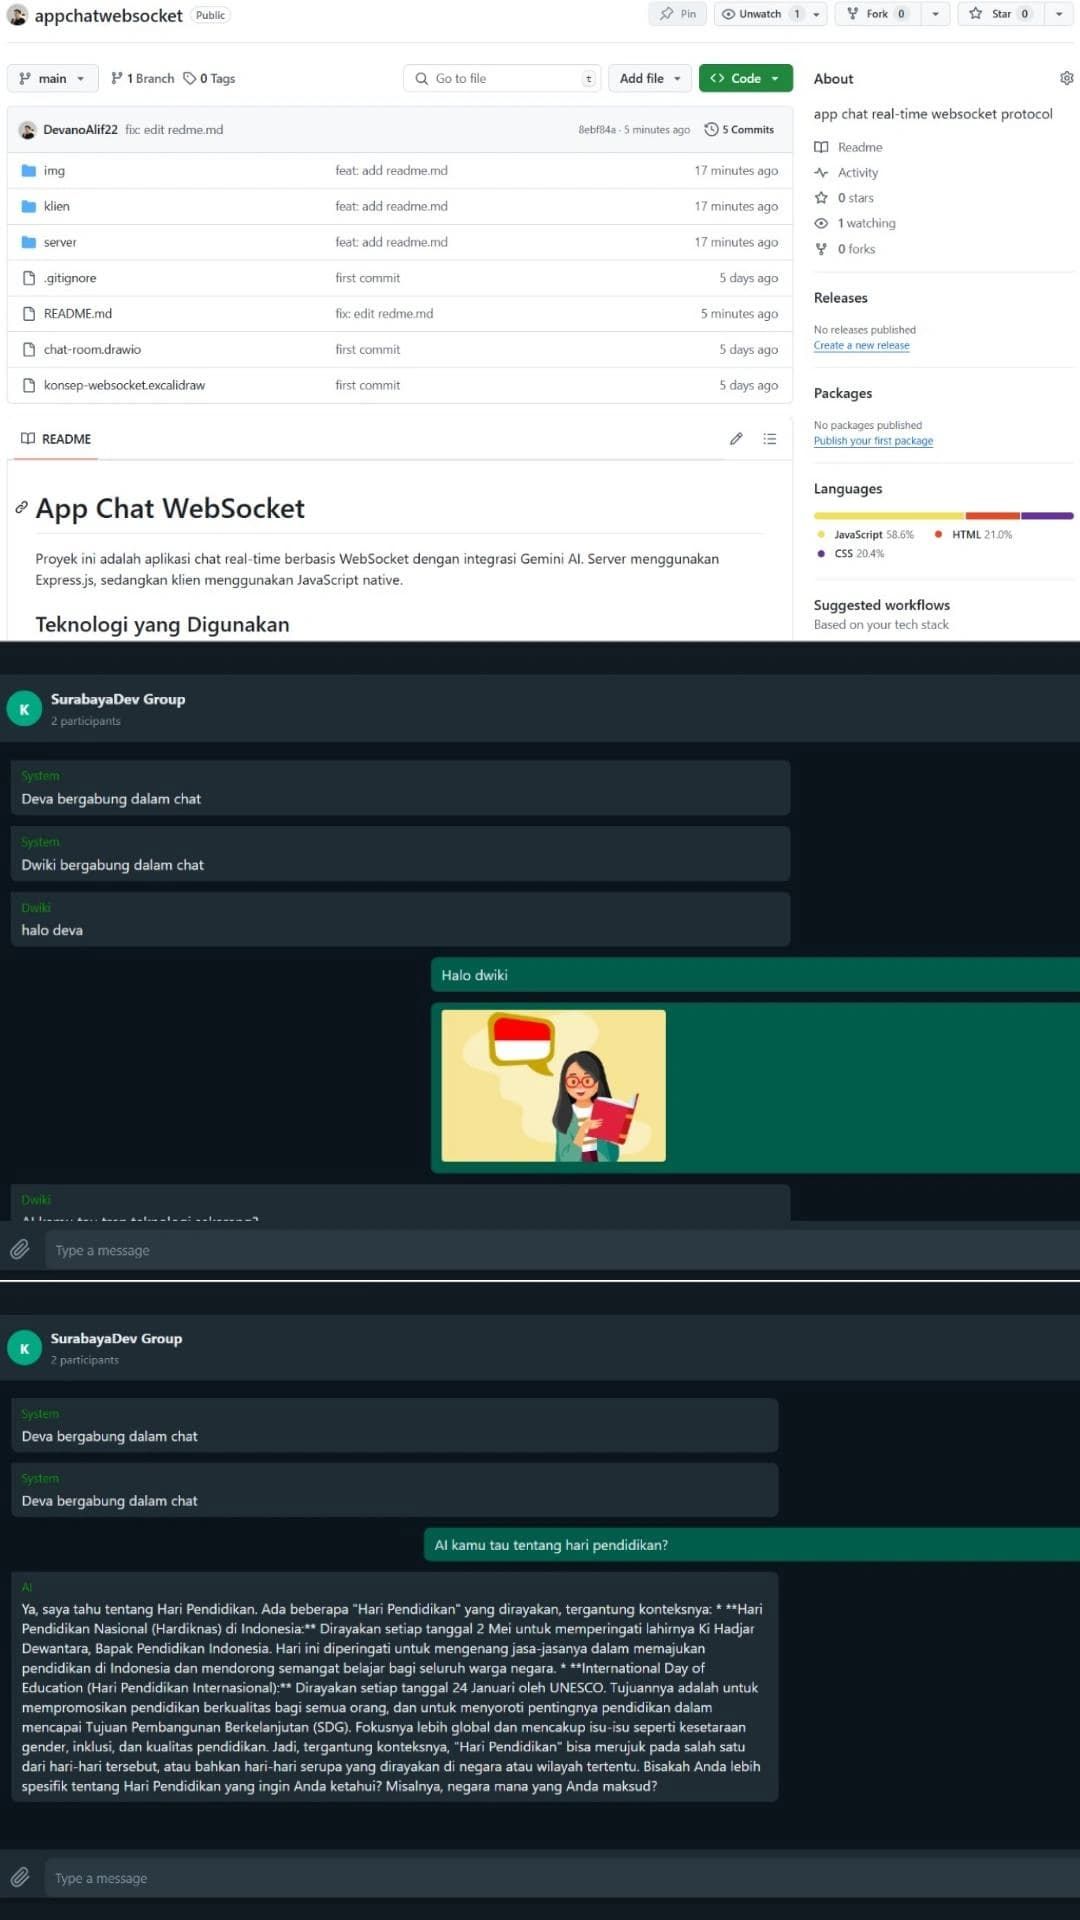 appchatwebsocket Public
Pin Unwatch 1 Fork 0 Star 0
main 1 Branch 0 Tags Go to file t Add file Code
DevanoAlif22 fix: edit redme.md 8ebf84a · 5 minutes ago 5 Commits
img feat: add readme.md 17 minutes ago
klien feat: add readme.md 17 minutes ago
server feat: add readme.md 17 minutes ago
.gitignore first commit 5 days ago
README.md fix: edit redme.md 5 minutes ago
chat-room.drawio first commit 5 days ago
konsep-websocket.excalidraw first commit 5 days ago
README
App Chat WebSocket
Proyek ini adalah aplikasi chat real-time berbasis WebSocket dengan integrasi Gemini AI. Server menggunakan
Express.js, sedangkan klien menggunakan JavaScript native.
Teknologi yang Digunakan
About
app chat real-time websocket protocol
Readme
Activity
0 stars
1 watching
0 forks
Releases
No releases published
Create a new release
Packages
No packages published
Publish your first package
Languages
JavaScript 58.6% HTML 21.0%
CSS 20.4%
Suggested workflows
Based on your tech stack
K
SurabayaDev Group
2 participants
System
Deva bergabung dalam chat
System
Dwiki bergabung dalam chat
Dwiki
halo deva
Halo dwiki
Dwiki
AI kamu tau tren teknologi sekarang?
Type a message
K
SurabayaDev Group
2 participants
System
Deva bergabung dalam chat
System
Deva bergabung dalam chat
AI kamu tau tentang hari pendidikan?
AI
Ya, saya tahu tentang Hari Pendidikan. Ada beberapa "Hari Pendidikan" yang dirayakan, tergantung konteksnya: * **Hari
Pendidikan Nasional (Hardiknas) di Indonesia:** Dirayakan setiap tanggal 2 Mei untuk memperingati lahirnya Ki Hadjar
Dewantara, Bapak Pendidikan Indonesia. Hari ini diperingati untuk mengenang jasa-jasanya dalam memajukan
pendidikan di Indonesia dan mendorong semangat belajar bagi seluruh warga negara. * **International Day of
Education (Hari Pendidikan Internasional):** Dirayakan setiap tanggal 24 Januari oleh UNESCO. Tujuannya adalah untuk
mempromosikan pendidikan berkualitas bagi semua orang, dan untuk menyoroti pentingnya pendidikan dalam
mencapai Tujuan Pembangunan Berkelanjutan (SDG). Fokusnya lebih global dan mencakup isu-isu seperti kesetaraan
gender, inklusi, dan kualitas pendidikan. Jadi, tergantung konteksnya, "Hari Pendidikan" bisa merujuk pada salah satu
dari hari-hari tersebut, atau bahkan hari-hari serupa yang dirayakan di negara atau wilayah tertentu. Bisakah Anda lebih
spesifik tentang Hari Pendidikan yang ingin Anda ketahui? Misalnya, negara mana yang Anda maksud?
Type a message